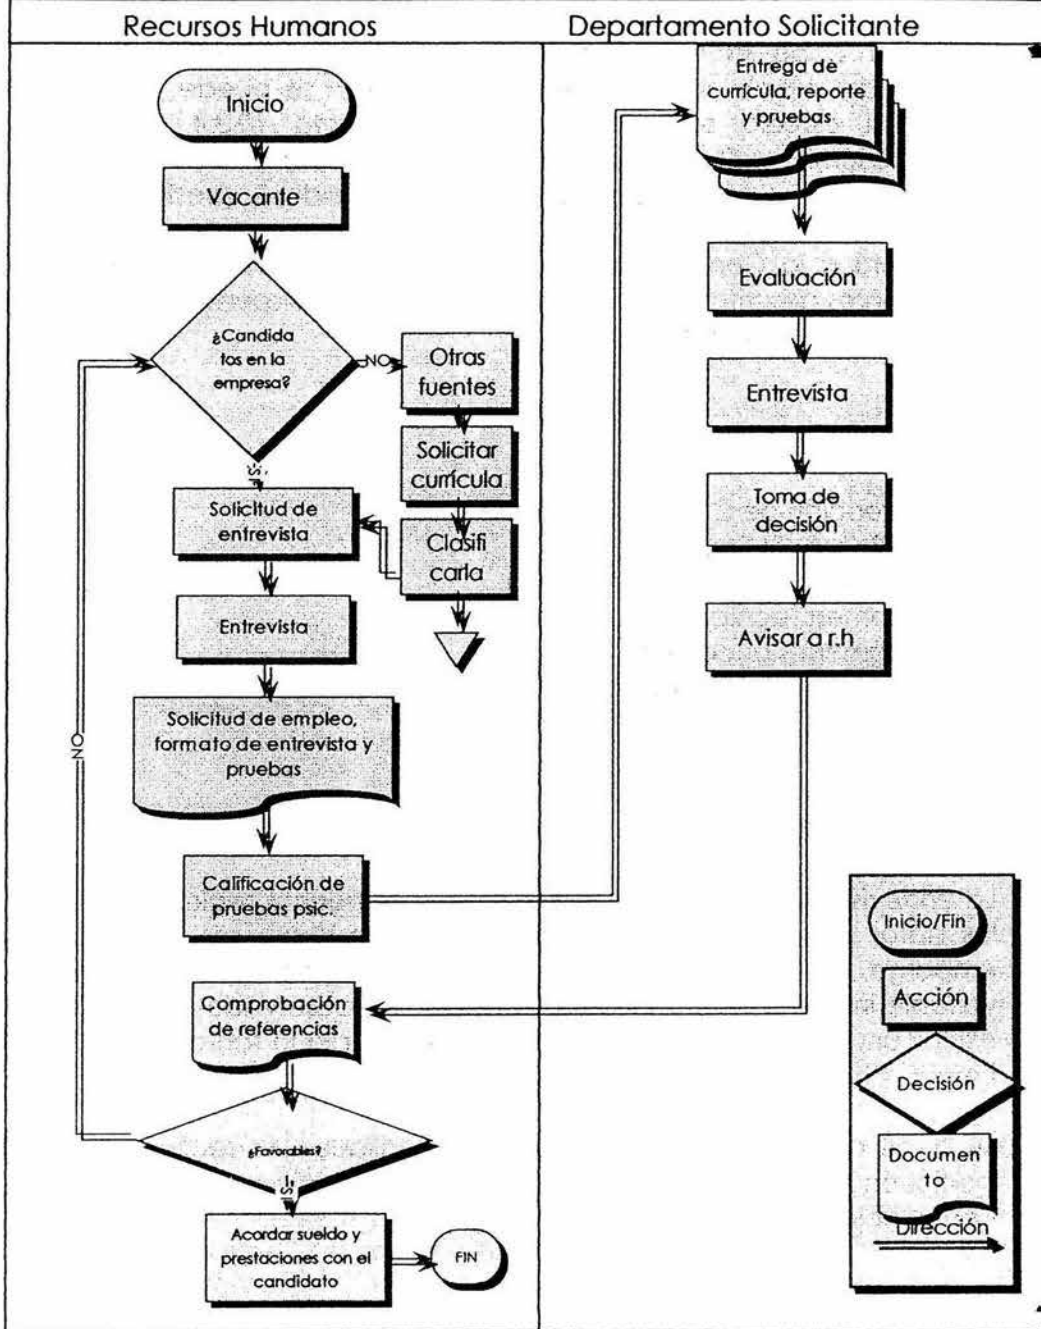 Recursos Humanos
Departamento Solicitante
Inicio
Vacante
¿Candida
tos en la
empresa?
NO
Otras
fuentes
Solicitar
currícula
Clasifi
carla
SI
Solicitud de
entrevista
Entrevista
Solicitud de empleo,
formato de entrevista y
pruebas
Calificación de
pruebas psic.
NO
Entrega de
currícula, reporte
y pruebas
Evaluación
Entrevista
Toma de
decisión
Avisar a r.h
Comprobación
de referencias
¿Favorables?
SI
Acordar sueldo y
prestaciones con el
candidato
FIN
Inicio/Fin
Acción
Decisión
Documen
to
Dirección